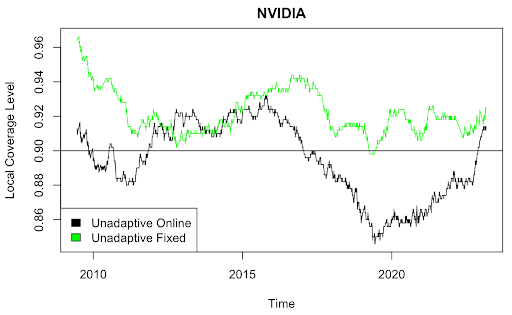 NVIDIA
Local Coverage Level
0.96
0.94
0.92
0.90
0.88
0.86
Unadaptive Online
Unadaptive Fixed
2010
2015
2020
Time